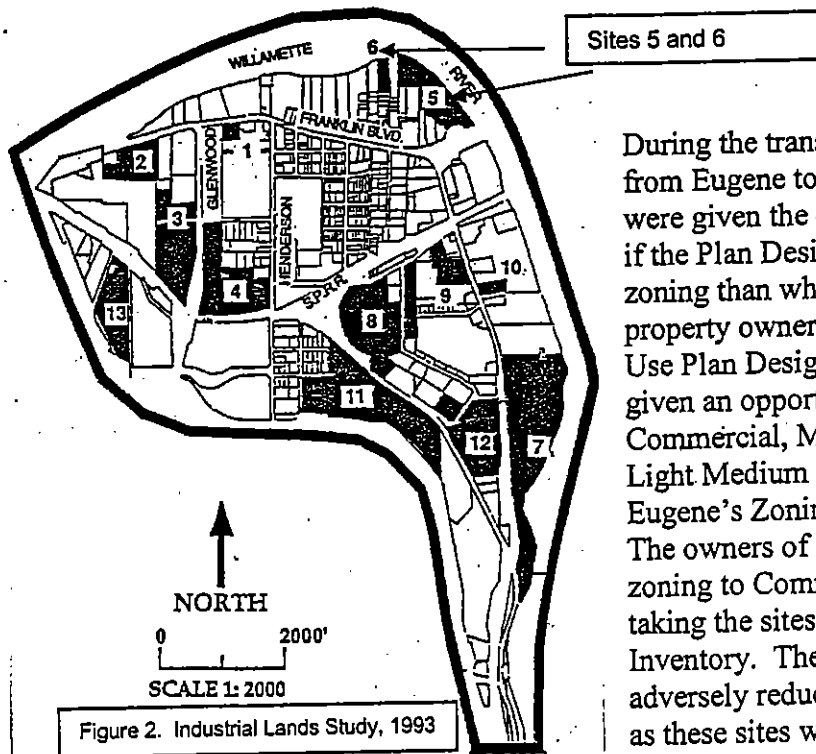 Sites 5 and 6
WILLAMETTE
6
RIVER
5
FRANKLIN BLVD.
2
GLENWOOD
1
3
HENDERSON
S.P.R.R.
4
10
9
13
8
11
12
7
NORTH
0 2000'
SCALE 1: 2000
Figure 2. Industrial Lands Study, 1993
During the trans
from Eugene to
were given the
if the Plan Desi
zoning than wh
property owner
Use Plan Desig
given an opport
Commercial, M
Light Medium
Eugene's Zonin
The owners of
zoning to Com
taking the sites
Inventory. The
adversely reduc
as these sites w